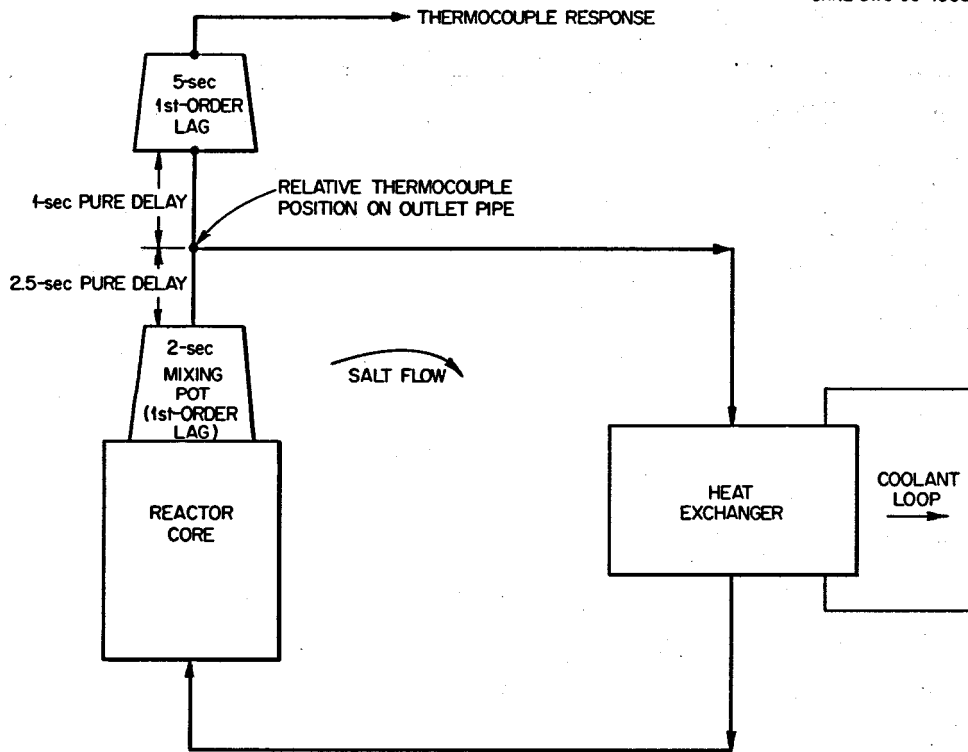 THERMOCOUPLE RESPONSE
5-sec
1st-ORDER
LAG
1-sec PURE DELAY
RELATIVE THERMOCOUPLE
POSITION ON OUTLET PIPE
2.5-sec PURE DELAY
2-sec
MIXING
POT
(1st-ORDER
LAG)
SALT FLOW
REACTOR
CORE
HEAT
EXCHANGER
COOLANT
LOOP